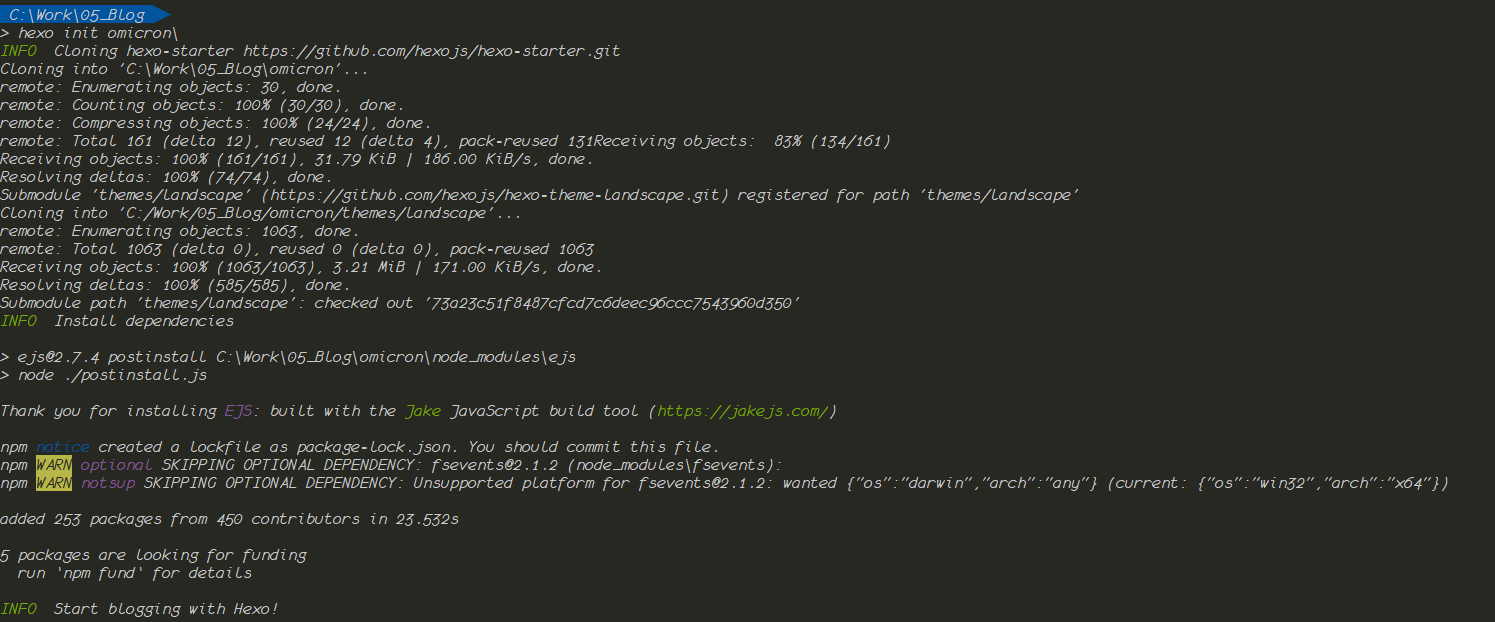 C:\Work\05_Blog
> hexo init omicron\
INFO  Cloning hexo-starter https://github.com/hexojs/hexo-starter.git
Cloning into 'C:\Work\05_Blog\omicron'...
remote: Enumerating objects: 30, done.
remote: Counting objects: 100% (30/30), done.
remote: Compressing objects: 100% (24/24), done.
remote: Total 161 (delta 12), reused 12 (delta 4), pack-reused 131Receiving objects:  83% (134/161)
Receiving objects: 100% (161/161), 31.79 KiB | 186.00 KiB/s, done.
Resolving deltas: 100% (74/74), done.
Submodule 'themes/landscape' (https://github.com/hexojs/hexo-theme-landscape.git) registered for path 'themes/landscape'
Cloning into 'C:/Work/05_Blog/omicron/themes/landscape'...
remote: Enumerating objects: 1063, done.
remote: Total 1063 (delta 0), reused 0 (delta 0), pack-reused 1063
Receiving objects: 100% (1063/1063), 3.21 MiB | 171.00 KiB/s, done.
Resolving deltas: 100% (585/585), done.
Submodule path 'themes/landscape': checked out '73a23c51f8487cfcd7c6deec96ccc7543960d350'
INFO  Install dependencies
> ejs@2.7.4 postinstall C:\Work\05_Blog\omicron\node_modules\ejs
> node ./postinstall.js
Thank you for installing EJS: built with the Jake JavaScript build tool (https://jakejs.com/)
npm notice created a lockfile as package-lock.json. You should commit this file.
npm WARN optional SKIPPING OPTIONAL DEPENDENCY: fsevents@2.1.2 (node_modules\fsevents):
npm WARN notsup SKIPPING OPTIONAL DEPENDENCY: Unsupported platform for fsevents@2.1.2: wanted {"os":"darwin","arch":"any"} (current: {"os":"win32","arch":"x64"})
added 253 packages from 450 contributors in 23.532s
5 packages are looking for funding
  run `npm fund` for details
INFO  Start blogging with Hexo!